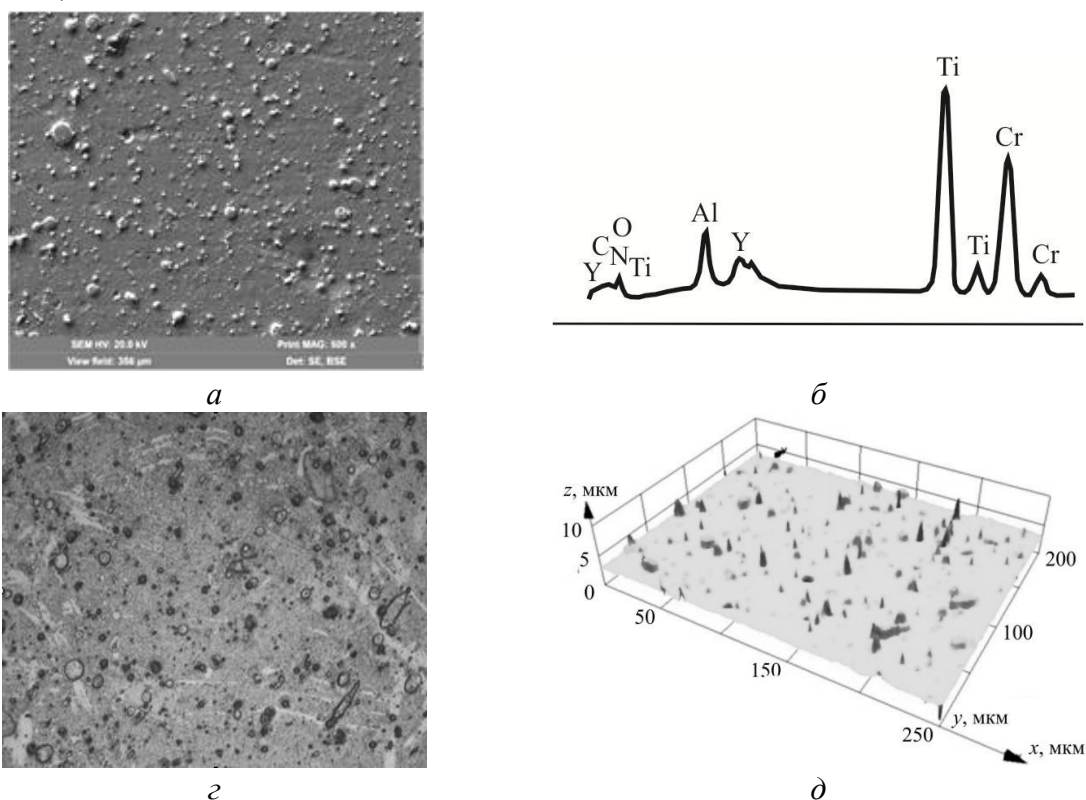 SEM HV: 20.0 kV Print MAG: 600 x
View field: 356 µm Det: SE, BSE
а
Ti
Cr
O
Al
C
N
Y
Y
Ti
Ti
Cr
б
г
z, мкм
10
5
0
50
150
250
200
100
y, мкм
x, мкм
д